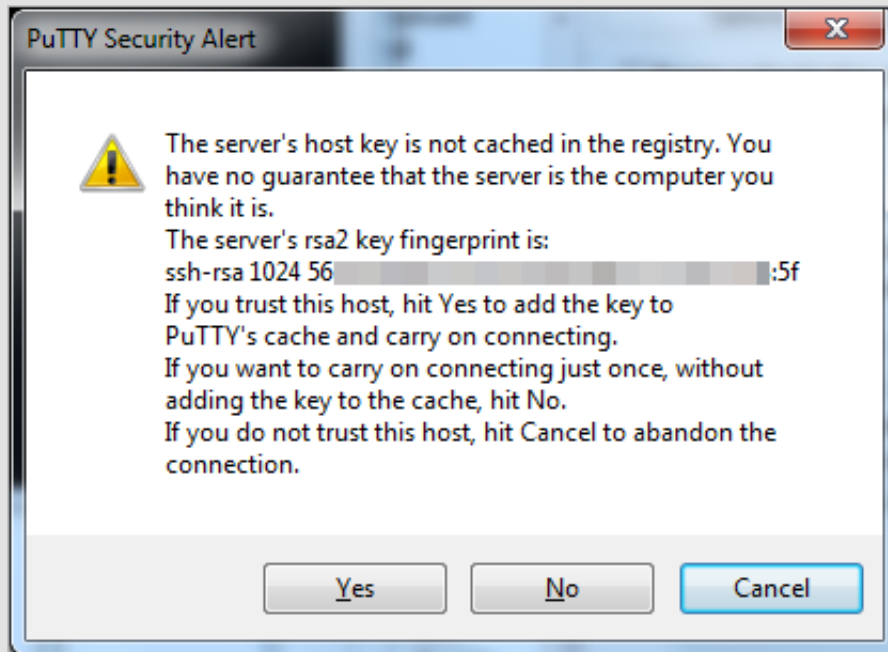 PuTTY Security Alert
The server's host key is not cached in the registry. You
have no guarantee that the server is the computer you
think it is.
The server's rsa2 key fingerprint is:
ssh-rsa 1024 56 :5f
If you trust this host, hit Yes to add the key to
PuTTY's cache and carry on connecting.
If you want to carry on connecting just once, without
adding the key to the cache, hit No.
If you do not trust this host, hit Cancel to abandon the
connection.
Yes No Cancel